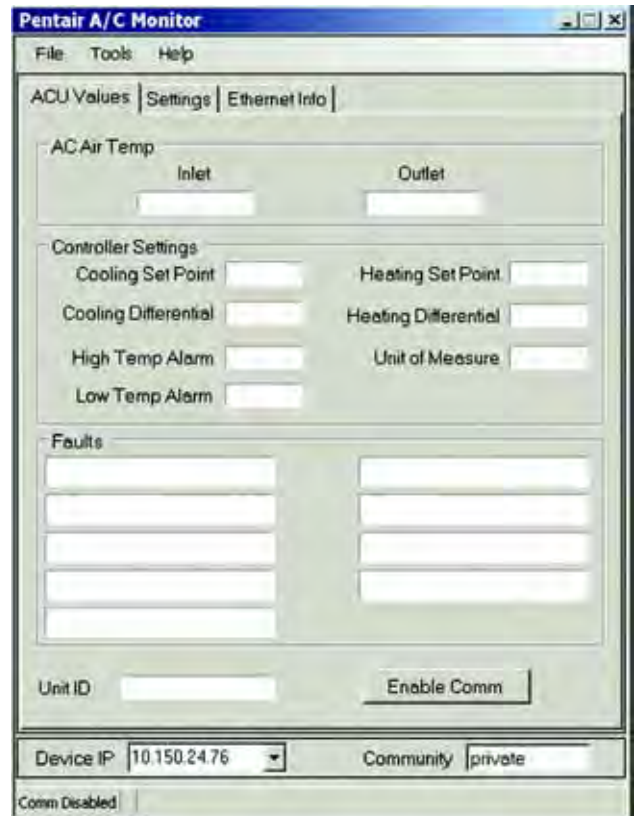 Pentair A/C Monitor
File Tools Help
ACU Values Settings Ethernet Info
AC Air Temp
Inlet Outlet
Controller Settings
Cooling Set Point Heating Set Point
Cooling Differential Heating Differential
High Temp Alarm Unit of Measure
Low Temp Alarm
Faults
Unit ID Enable Comm
Device IP 10.150.24.76 Community private
Comm Disabled